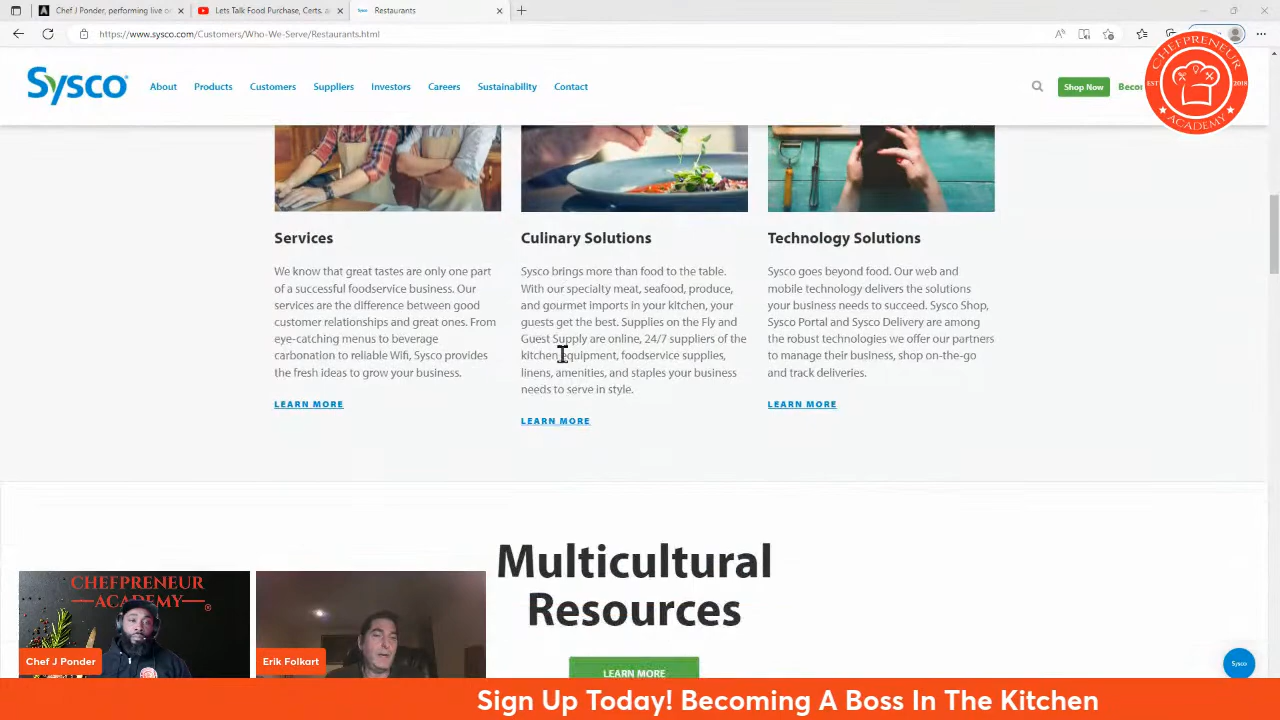 Chef J Ponder, performing live o
Lets Talk Food Purchase, Certs. a
Restaurants
https://www.sysco.com/Customers/Who-We-Serve/Restaurants.html
Sysco
About
Products
Customers
Suppliers
Investors
Careers
Sustainability
Contact
Shop Now
Beco
CHEFPRENEUR
EST
2018
ACADEMY
Services
We know that great tastes are only one part
of a successful foodservice business. Our
services are the difference between good
customer relationships and great ones. From
eye-catching menus to beverage
carbonation to reliable Wifi, Sysco provides
the fresh ideas to grow your business.
LEARN MORE
Culinary Solutions
Sysco brings more than food to the table.
With our specialty meat, seafood, produce,
and gourmet imports in your kitchen, your
guests get the best. Supplies on the Fly and
Guest Supply are online, 24/7 suppliers of the
kitchen equipment, foodservice supplies,
linens, amenities, and staples your business
needs to serve in style.
LEARN MORE
Technology Solutions
Sysco goes beyond food. Our web and
mobile technology delivers the solutions
your business needs to succeed. Sysco Shop,
Sysco Portal and Sysco Delivery are among
the robust technologies we offer our partners
to manage their business, shop on-the-go
and track deliveries.
LEARN MORE
Multicultural
Resources
LEARN MORE
Sysco
CHEFPRENEUR
ACADEMY
Chef J Ponder
Erik Folkart
Sign Up Today! Becoming A Boss In The Kitchen